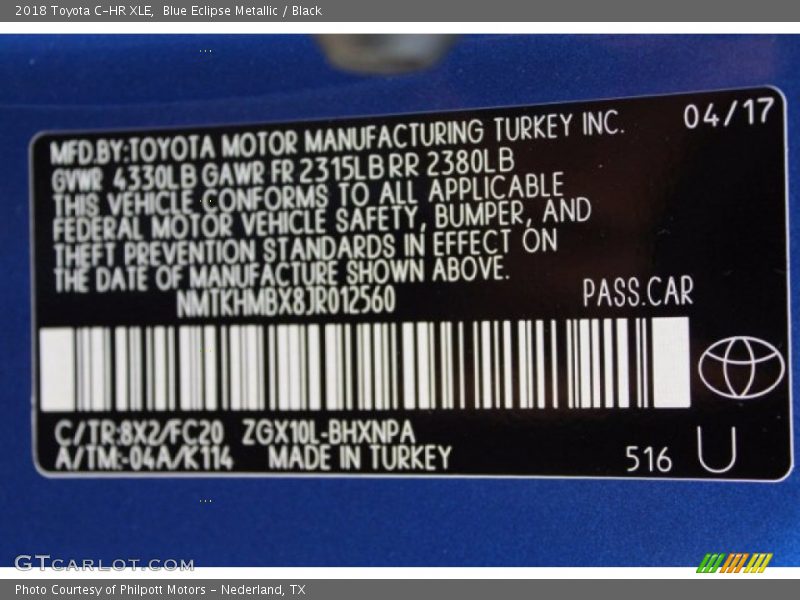 2018 Toyota C-HR XLE,  Blue Eclipse Metallic / Black
04/17
MFD.BY:TOYOTA MOTOR MANUFACTURING TURKEY INC.
GVWR 4330LB GAWR FR 2315LB RR 2380LB
THIS VEHICLE CONFORMS TO ALL APPLICABLE
FEDERAL MOTOR VEHICLE SAFETY, BUMPER, AND
THEFT PREVENTION STANDARDS IN EFFECT ON
THE DATE OF MANUFACTURE SHOWN ABOVE.
NMTKHMBX8JR012560 PASS.CAR
C/TR:8X2/FC20 ZGX10L-BHXNPA
A/TM:-04A/K114 MADE IN TURKEY 516 U
GTCARLOT.COM
Photo Courtesy of Philpott Motors - Nederland, TX